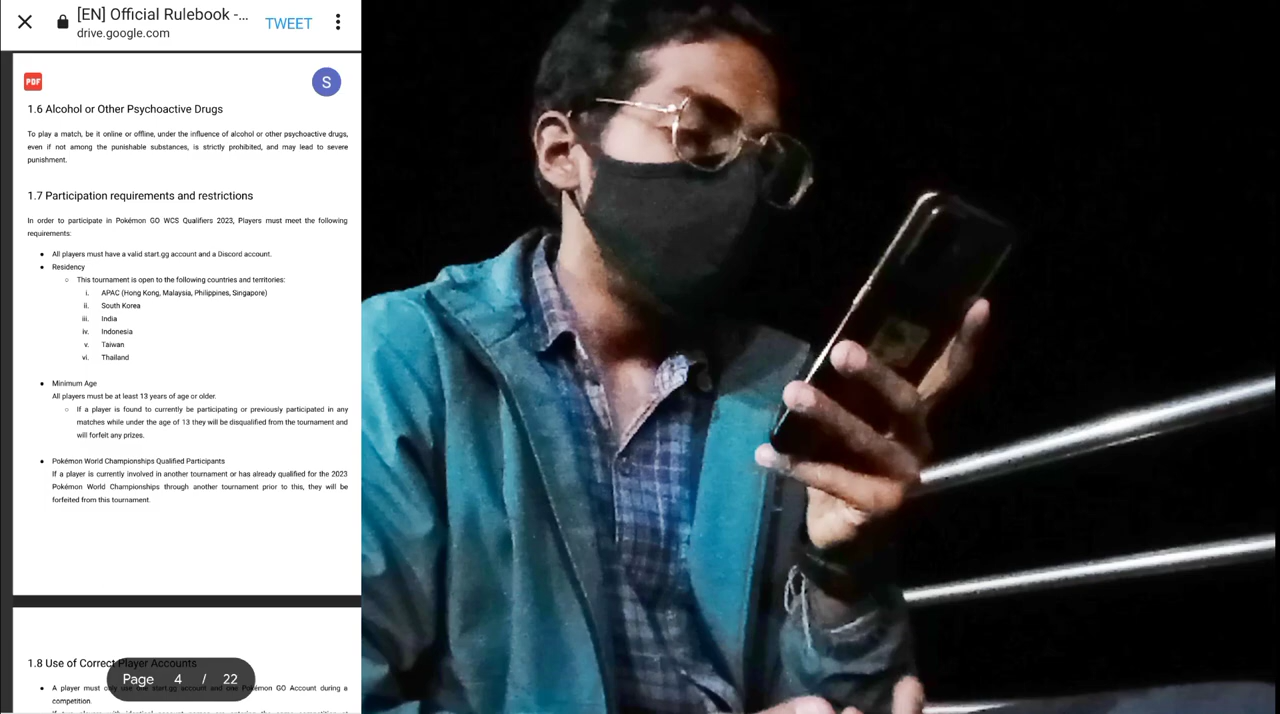 [EN] Official Rulebook -...
TWEET
drive.google.com
PDF
S
1.6 Alcohol or Other Psychoactive Drugs
To play a match, be it online or offline, under the influence of alcohol or other psychoactive drugs,
even if not among the punishable substances, is strictly prohibited, and may lead to severe
punishment.
1.7 Participation requirements and restrictions
In order to participate in Pokémon GO WCS Qualifiers 2023, Players must meet the following
requirements:
• All players must have a valid start.gg account and a Discord account.
• Residency
○ This tournament is open to the following countries and territories:
i. APAC (Hong Kong, Malaysia, Philippines, Singapore)
ii. South Korea
iii. India
iv. Indonesia
v. Taiwan
vi. Thailand
• Minimum Age
All players must be at least 13 years of age or older.
○ If a player is found to currently be participating or previously participated in any
matches while under the age of 13 they will be disqualified from the tournament and
will forfeit any prizes.
• Pokémon World Championships Qualified Participants
If a player is currently involved in another tournament or has already qualified for the 2023
Pokémon World Championships through another tournament prior to this, they will be
forfeited from this tournament.
1.8 Use of Correct Player Accounts
Page 4 / 22
• A player must only use one start.gg account and one Pokémon GO Account during a
competition.